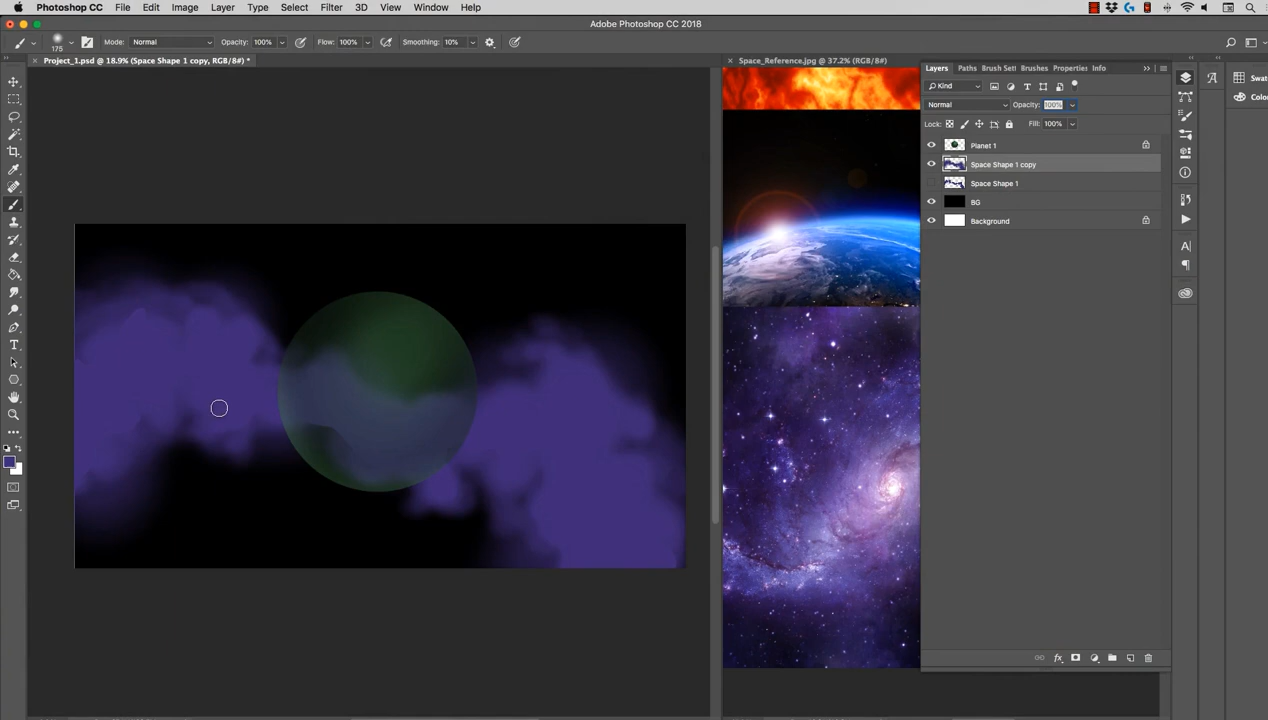 Photoshop CC File Edit Image Layer Type Select Filter 3D View Window Help
Adobe Photoshop CC 2018
175 Mode: Normal Opacity: 100% Flow: 100% Smoothing: 10%
× Project_1.psd @ 18.9% (Space Shape 1 copy, RGB/8#) *
× Space_Reference.jpg @ 37.2% (RGB/8#)
Layers Paths Brush Sett Brushes Properties Info
Kind
Normal Opacity: 100%
Lock: Fill: 100%
Planet 1
Space Shape 1 copy
Space Shape 1
BG
Background
Swat
Colo